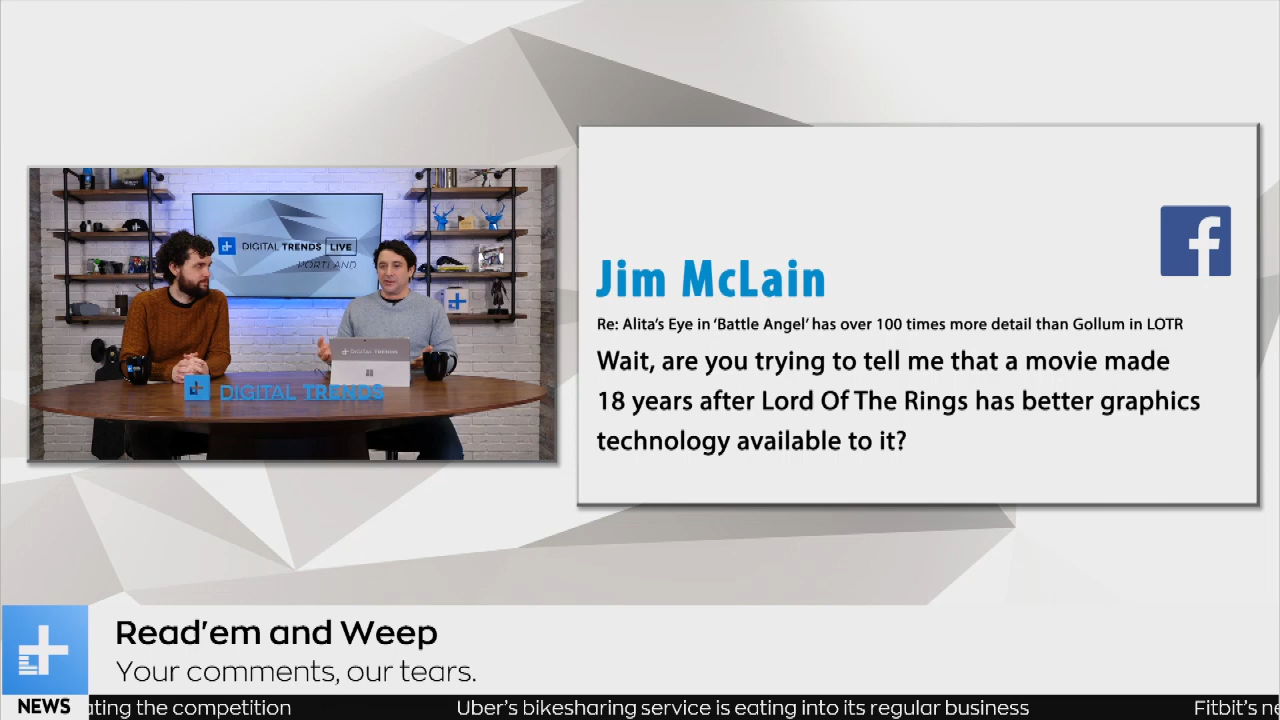 DIGITAL TRENDS LIVE
PORTLAND
DIGITAL TRENDS
DIGITAL TRENDS
Jim McLain
Re: Alita's Eye in 'Battle Angel' has over 100 times more detail than Gollum in LOTR
Wait, are you trying to tell me that a movie made
18 years after Lord Of The Rings has better graphics
technology available to it?
Read'em and Weep
Your comments, our tears.
NEWS ating the competition Uber's bikesharing service is eating into its regular business Fitbit's ne